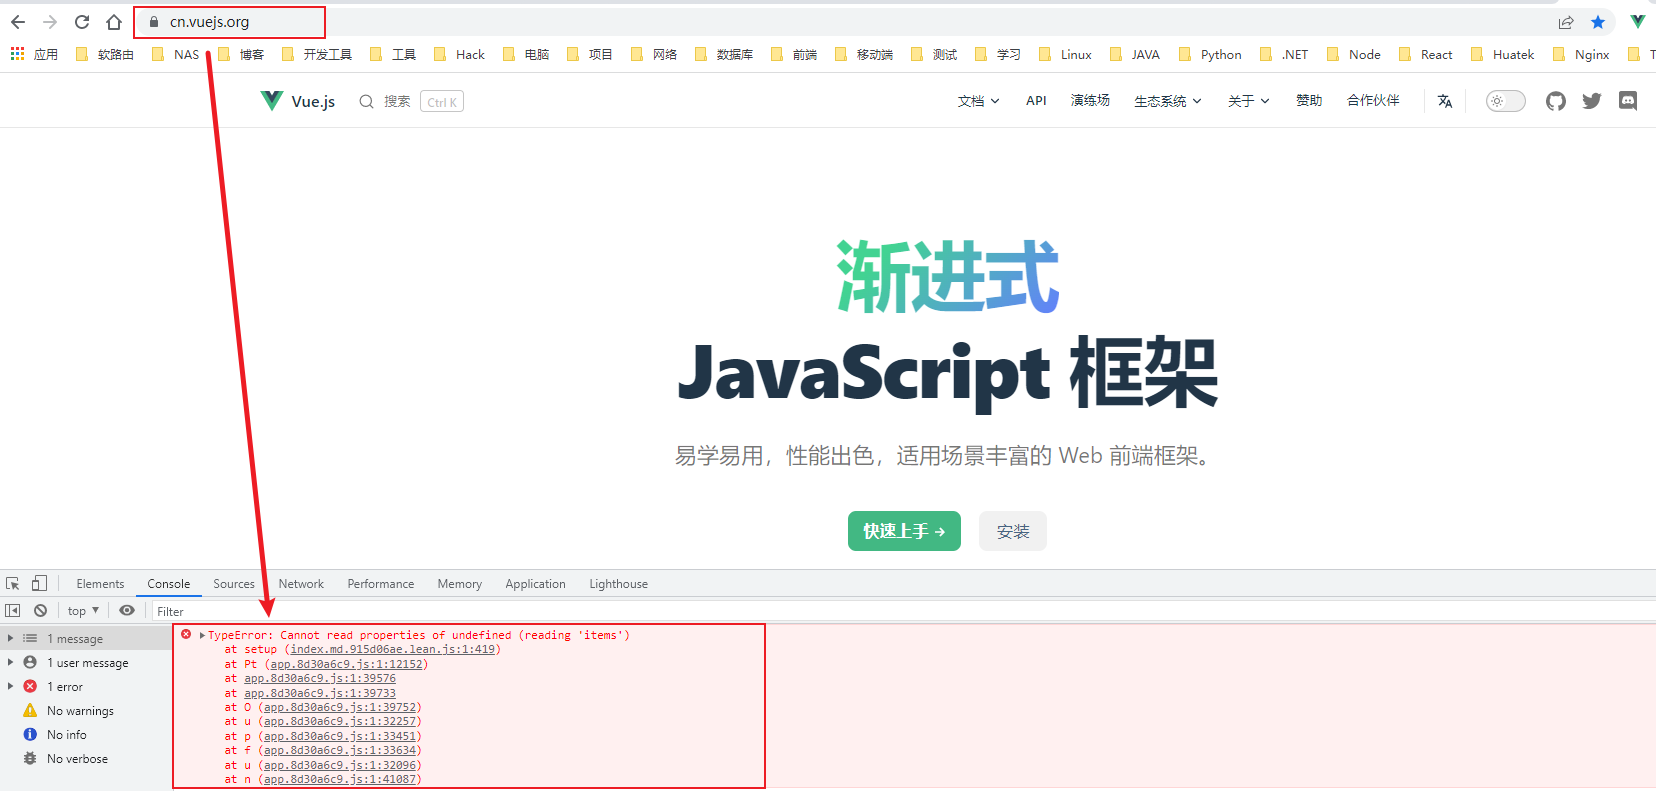 cn.vuejs.org
应用 软路由 NAS 博客 开发工具 工具 Hack 电脑 项目 网络 数据库 前端 移动端 测试 学习 Linux JAVA Python .NET Node React Huatek Nginx
Vue.js 搜索 Ctrl K 文档 API 演练场 生态系统 关于 赞助 合作伙伴
渐进式
JavaScript 框架
易学易用，性能出色，适用场景丰富的 Web 前端框架。
快速上手 → 安装
Elements Console Sources Network Performance Memory Application Lighthouse
top ▼ Filter
1 message
1 user message
1 error
No warnings
No info
No verbose
TypeError: Cannot read properties of undefined (reading 'items')
at setup (index.md.915d06ae.lean.js:1:419)
at Pt (app.8d30a6c9.js:1:12152)
at app.8d30a6c9.js:1:39576
at app.8d30a6c9.js:1:39733
at O (app.8d30a6c9.js:1:39752)
at u (app.8d30a6c9.js:1:32257)
at p (app.8d30a6c9.js:1:33451)
at f (app.8d30a6c9.js:1:33634)
at u (app.8d30a6c9.js:1:32096)
at n (app.8d30a6c9.js:1:41087)